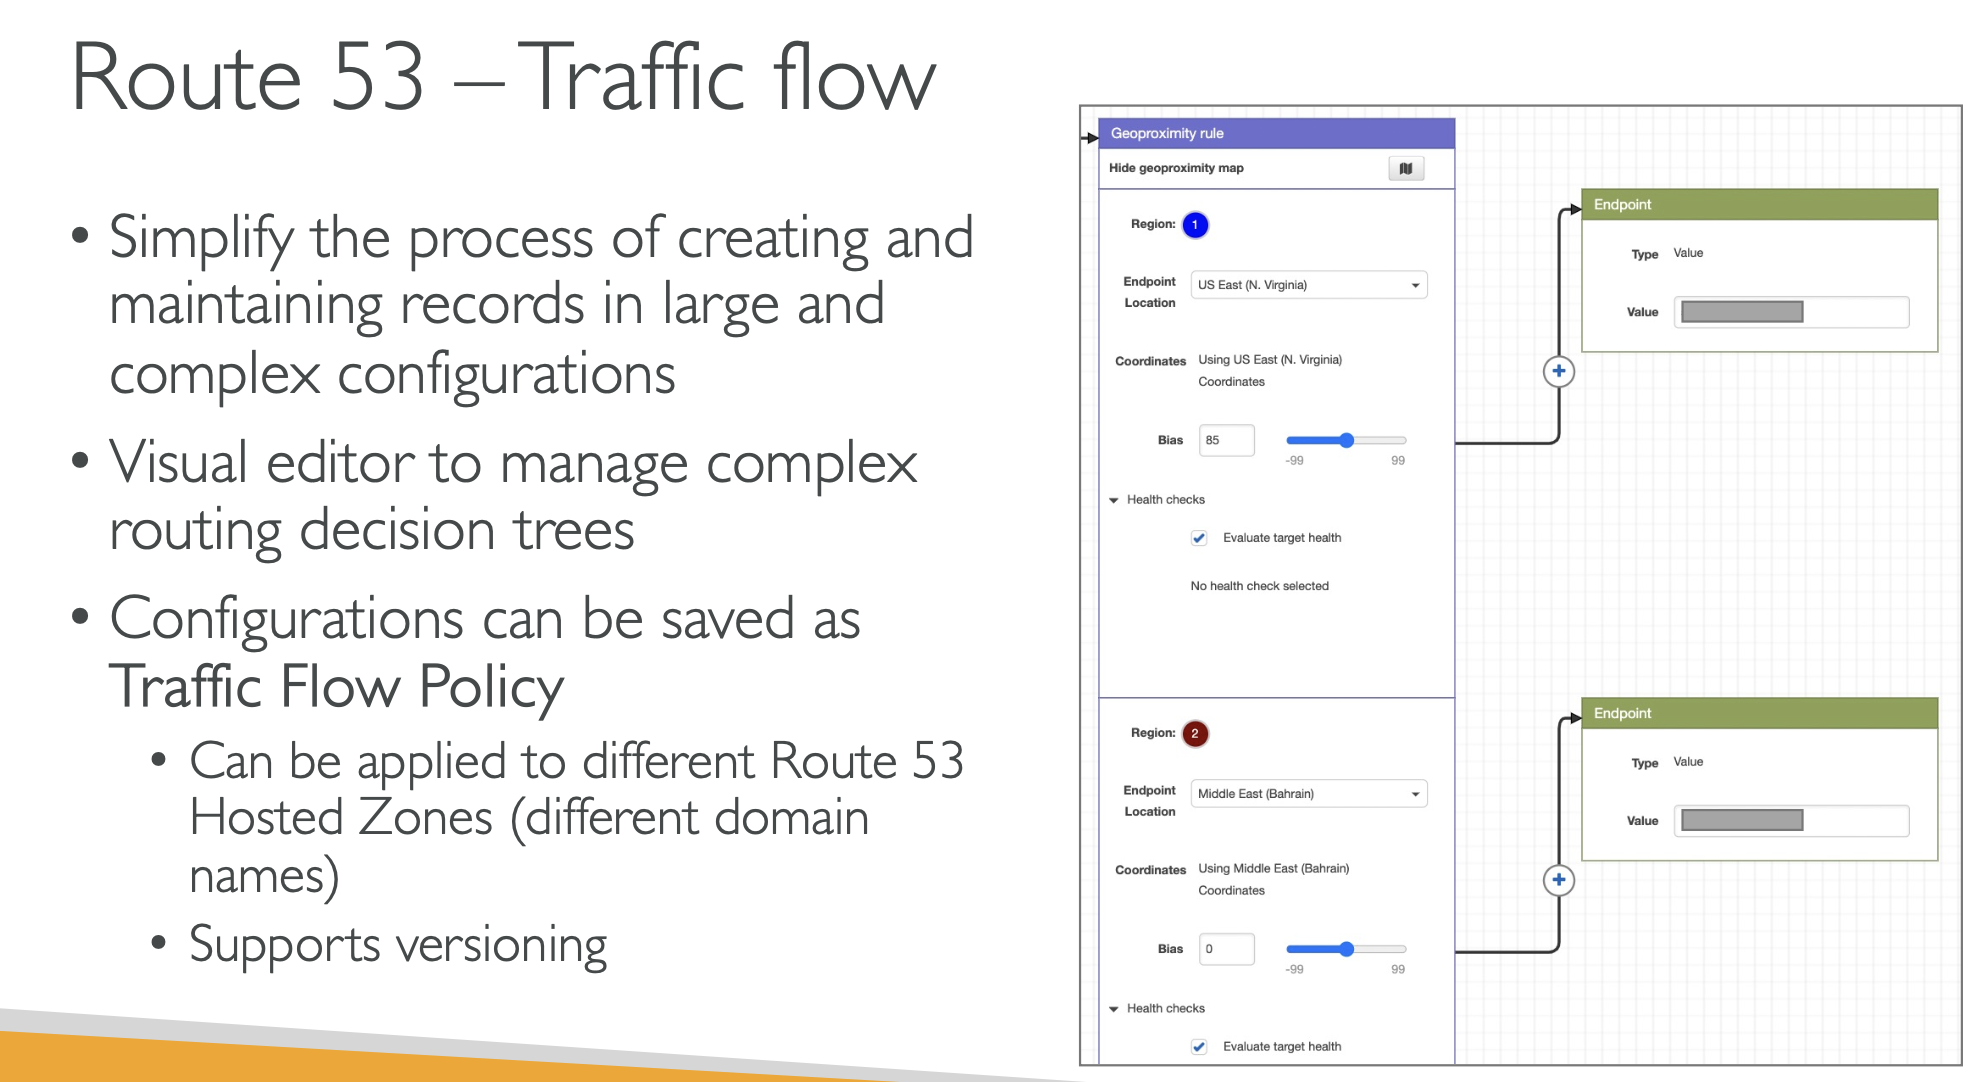 Route 53 – Traffic flow
• Simplify the process of creating and
maintaining records in large and
complex configurations
• Visual editor to manage complex
routing decision trees
• Configurations can be saved as
Traffic Flow Policy
• Can be applied to different Route 53
Hosted Zones (different domain
names)
• Supports versioning
Geoproximity rule
Hide geoproximity map
Region: 1
Endpoint
Location
US East (N. Virginia)
Coordinates
Using US East (N. Virginia)
Coordinates
Bias 85
-99 99
Health checks
Evaluate target health
No health check selected
Endpoint
Type Value
Value
Region: 2
Endpoint
Location
Middle East (Bahrain)
Coordinates
Using Middle East (Bahrain)
Coordinates
Bias 0
-99 99
Health checks
Evaluate target health
Endpoint
Type Value
Value